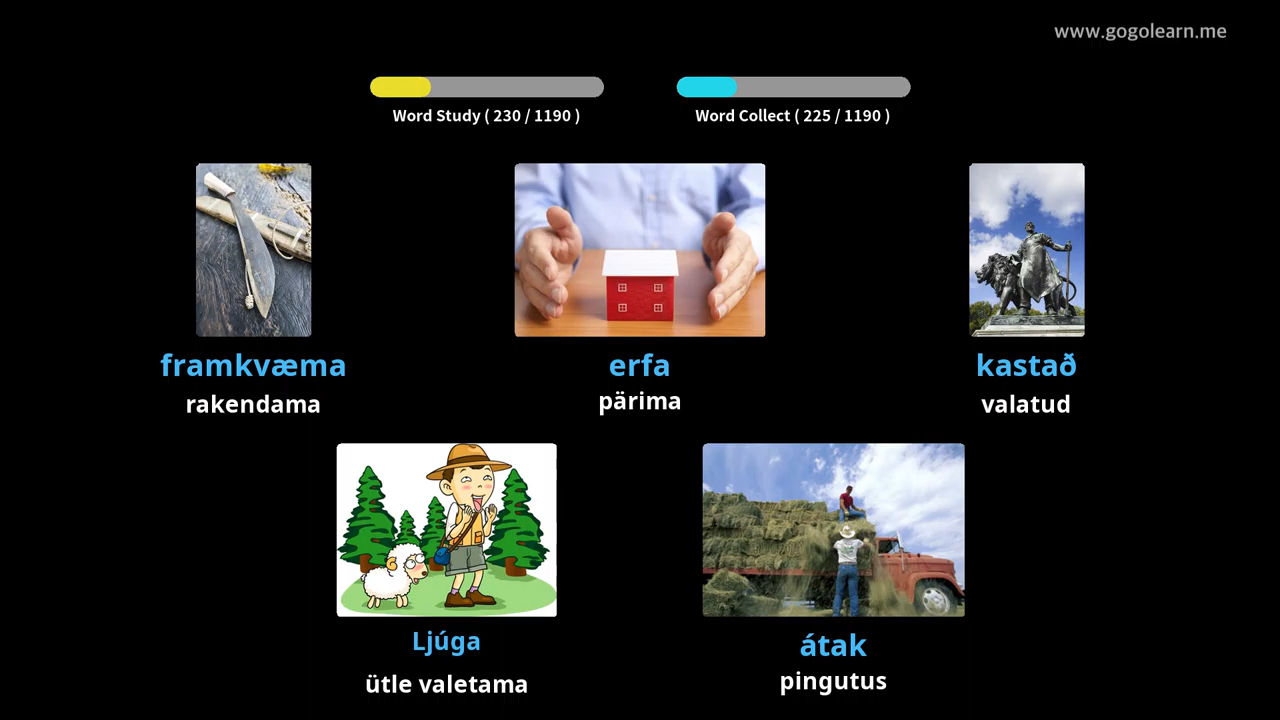 www.gogolearn.me
Word Study ( 230 / 1190 )
Word Collect ( 225 / 1190 )
framkvæma
rakendama
erfa
pärima
kastað
valatud
Ljúga
ütle valetama
átak
pingutus